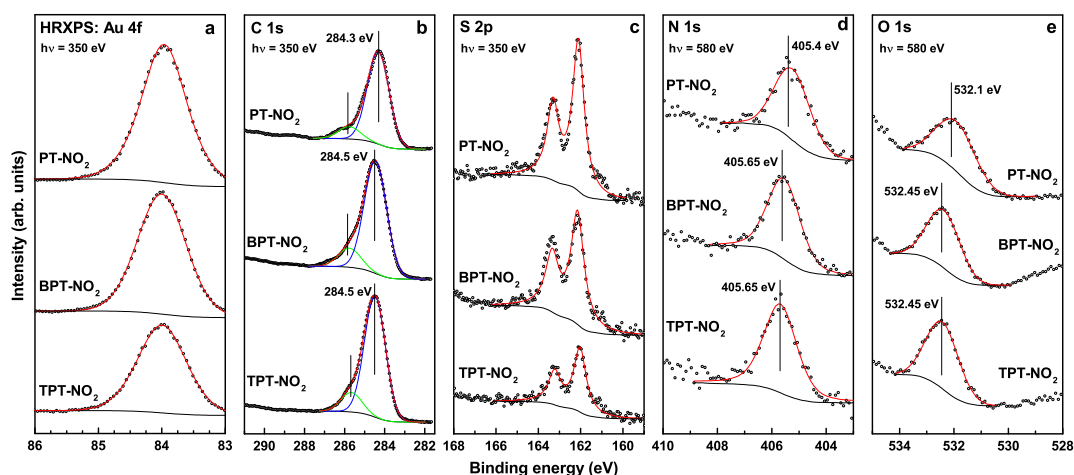 HRXPS: Au 4f
a
hν = 350 eV
PT-NO2
BPT-NO2
TPT-NO2
86 85 84 83
C 1s
b
hν = 350 eV
284.3 eV
PT-NO2
284.5 eV
BPT-NO2
284.5 eV
TPT-NO2
290 288 286 284 282
S 2p
c
hν = 350 eV
PT-NO2
BPT-NO2
TPT-NO2
168 166 164 162 160
N 1s
d
hν = 580 eV
405.4 eV
PT-NO2
405.65 eV
BPT-NO2
405.65 eV
TPT-NO2
410 408 406 404
O 1s
e
hν = 580 eV
532.1 eV
PT-NO2
532.45 eV
BPT-NO2
532.45 eV
TPT-NO2
534 532 530 528
Intensity (arb. units)
Binding energy (eV)